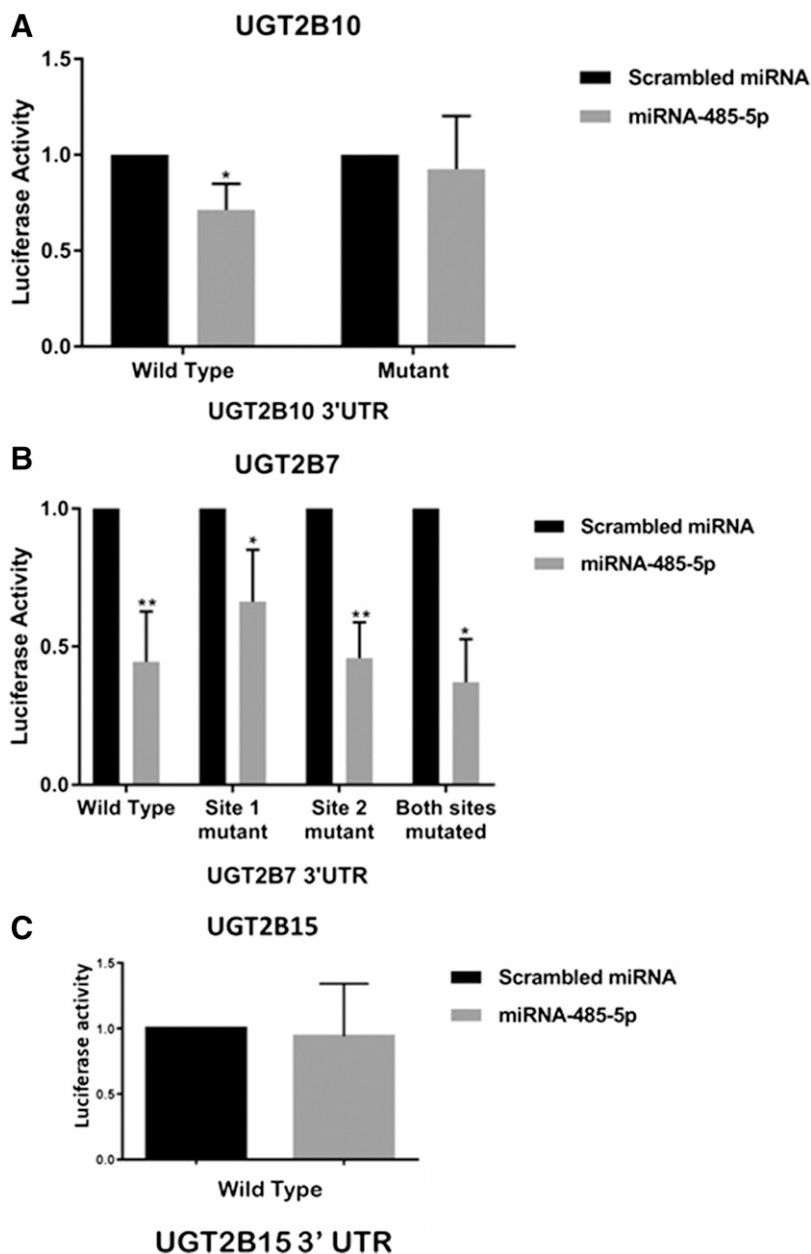 A
UGT2B10
Luciferase Activity
1.5
1.0
0.5
0.0
*
Wild Type
Mutant
UGT2B10 3'UTR
Scrambled miRNA
miRNA-485-5p
B
UGT2B7
Luciferase Activity
1.0
0.5
0.0
**
*
**
*
Wild Type
Site 1
mutant
Site 2
mutant
Both sites
mutated
UGT2B7 3'UTR
Scrambled miRNA
miRNA-485-5p
C
UGT2B15
Luciferase activity
1.5
1.0
0.5
0.0
Wild Type
UGT2B15 3’ UTR
Scrambled miRNA
miRNA-485-5p